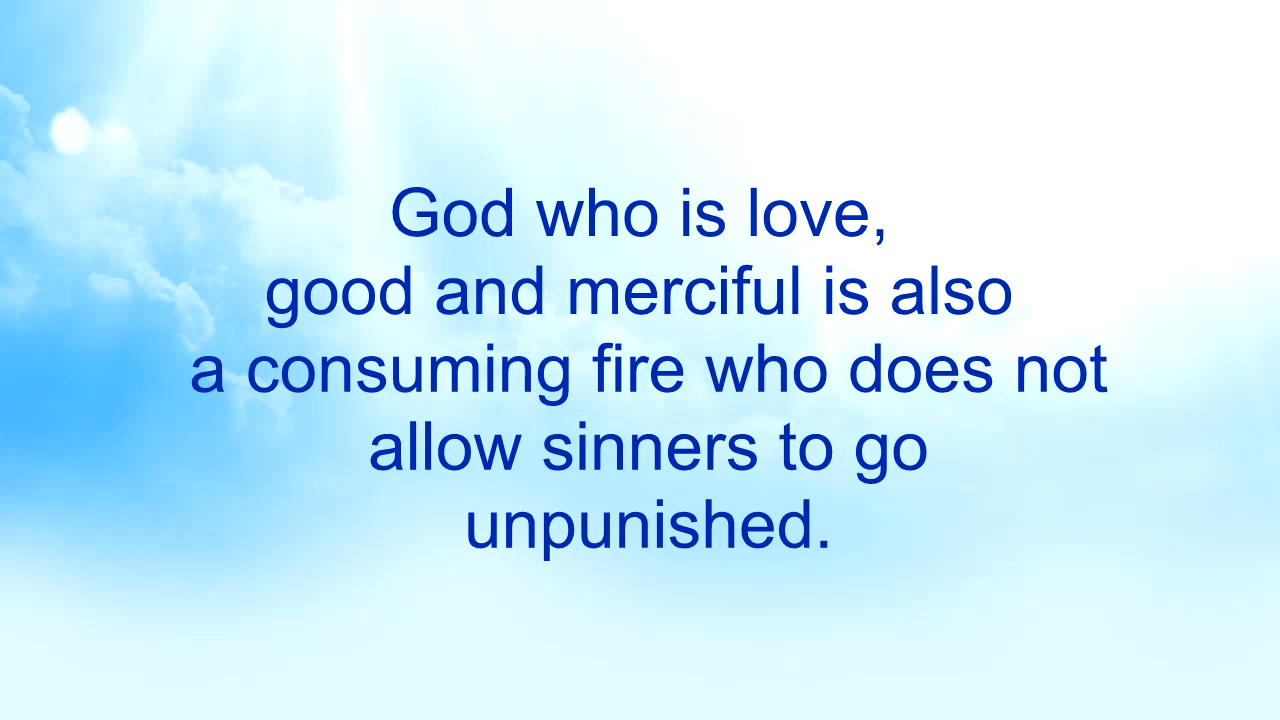 God who is love,
good and merciful is also
a consuming fire who does not
allow sinners to go
unpunished.